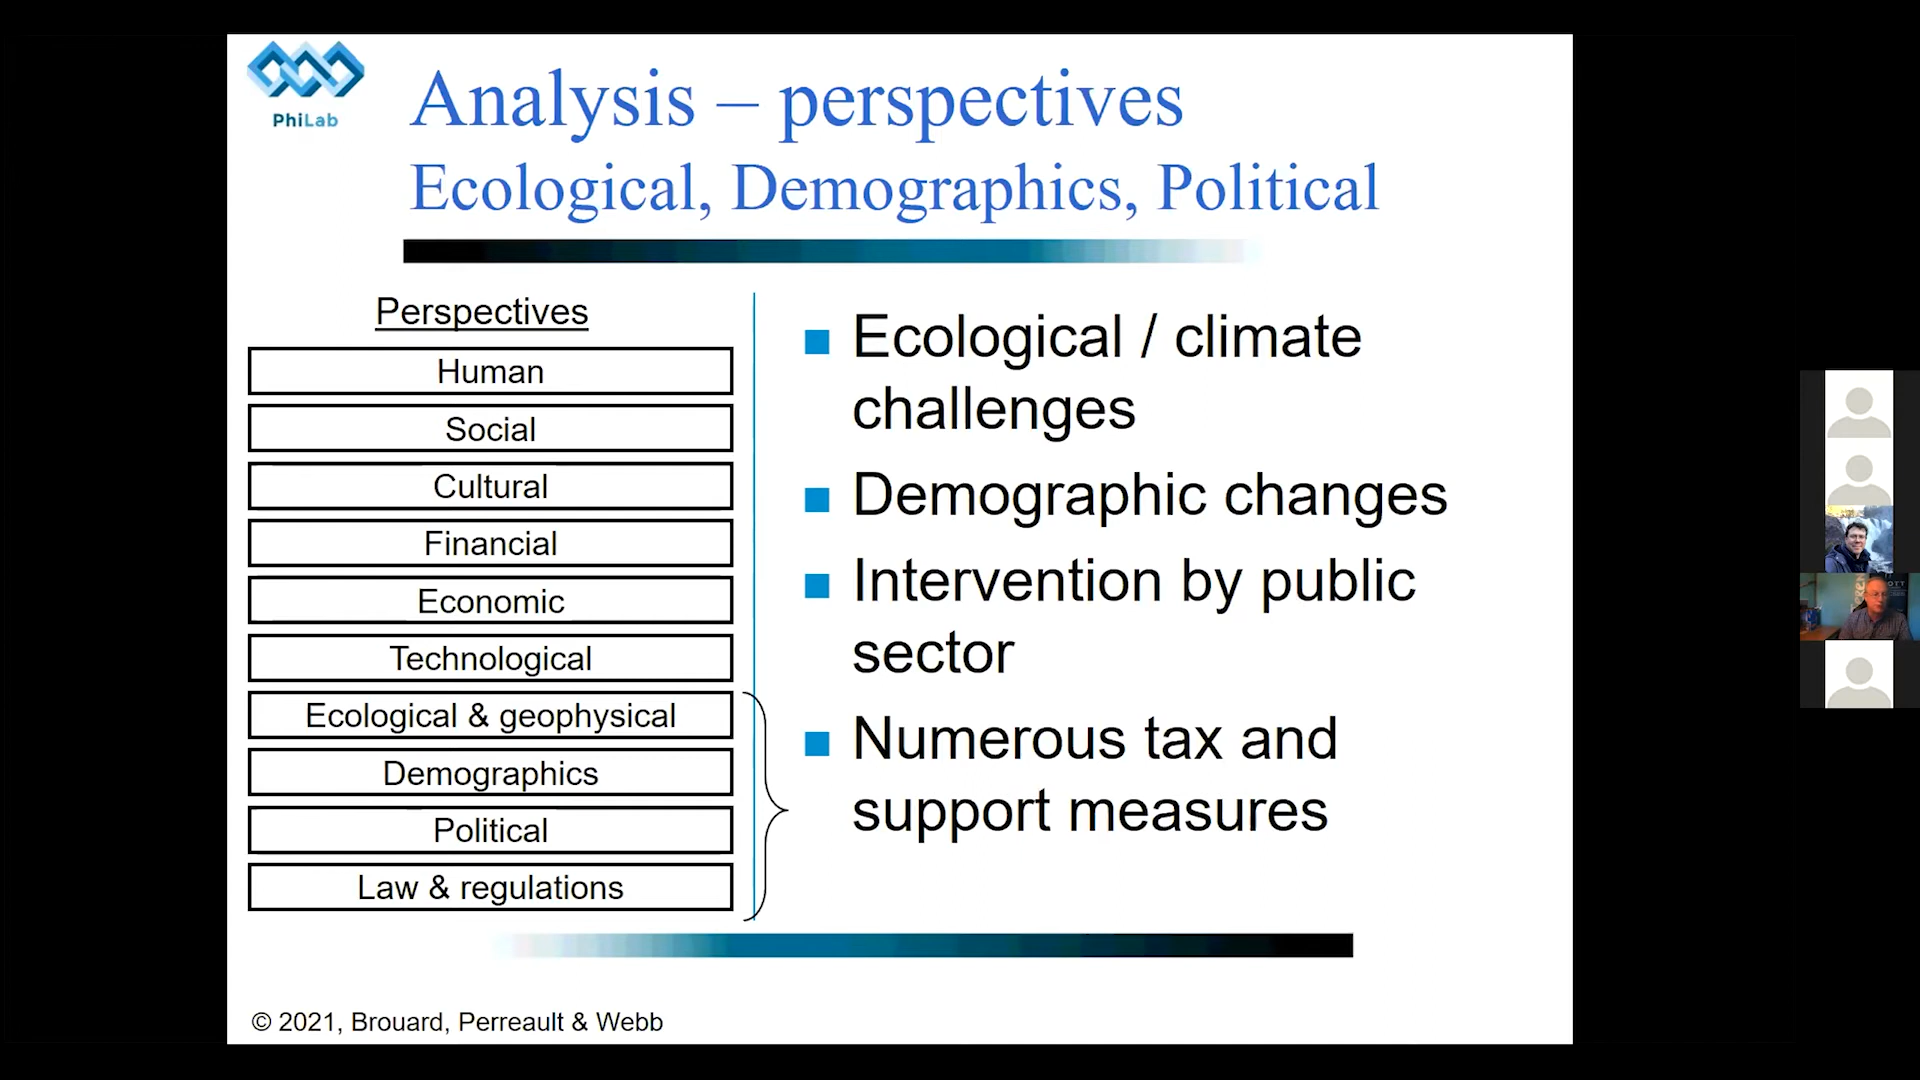 PhiLab
Analysis – perspectives
Ecological, Demographics, Political
Perspectives
Human
Social
Cultural
Financial
Economic
Technological
Ecological & geophysical
Demographics
Political
Law & regulations
Ecological / climate
challenges
Demographic changes
Intervention by public
sector
Numerous tax and
support measures
© 2021, Brouard, Perreault & Webb